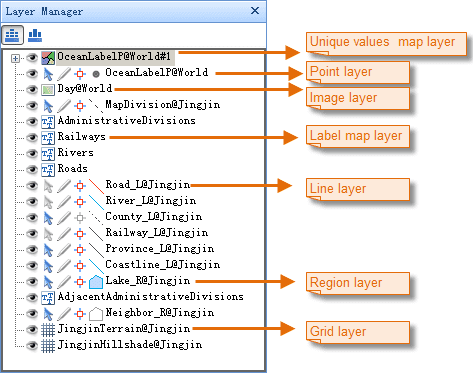 Layer Manager
OceanLabelP@World#1
Unique values map layer
OceanLabelP@World
Point layer
Day@World
Image layer
MapDivision@Jingjin
AdministrativeDivisions
Railways
Label map layer
Rivers
Roads
Road_L@Jingjin
Line layer
River_L@Jingjin
County_L@Jingjin
Railway_L@Jingjin
Province_L@Jingjin
Coastline_L@Jingjin
Lake_R@Jingjin
Region layer
AdjacentAdministrativeDivisions
Neighbor_R@Jingjin
JingjinTerrain@Jingjin
Grid layer
JingjinHillshade@Jingjin